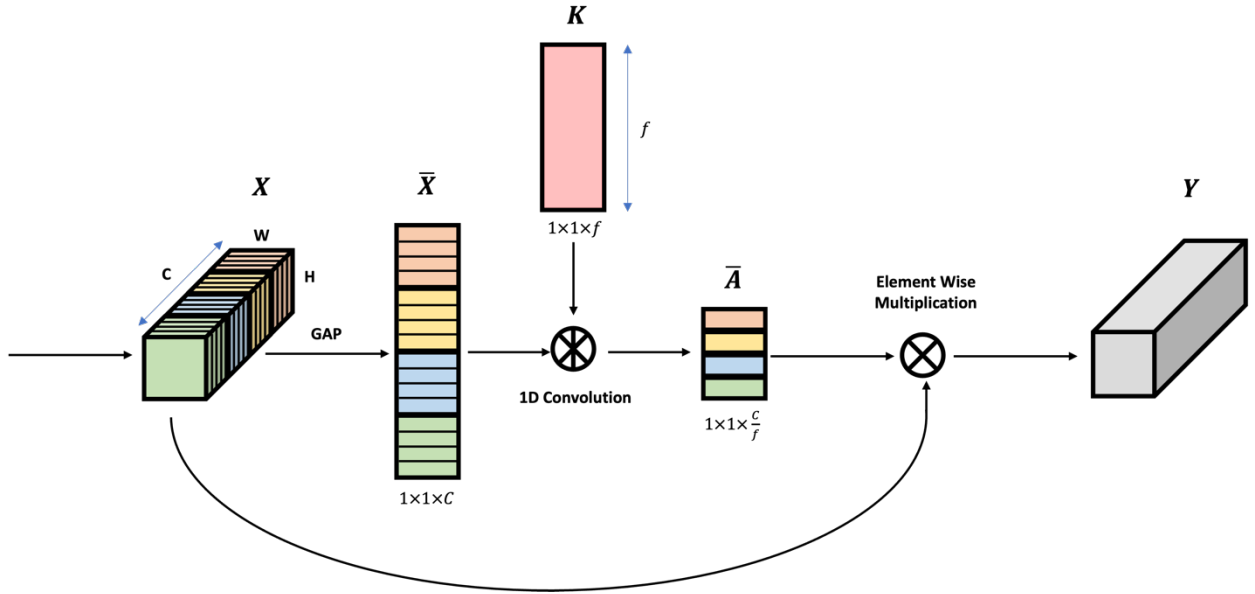 K
f
1×1×f
X
X̅
Y
W
C
H
GAP
1D Convolution
A̅
Element Wise
Multiplication
1×1×C/f
1×1×C